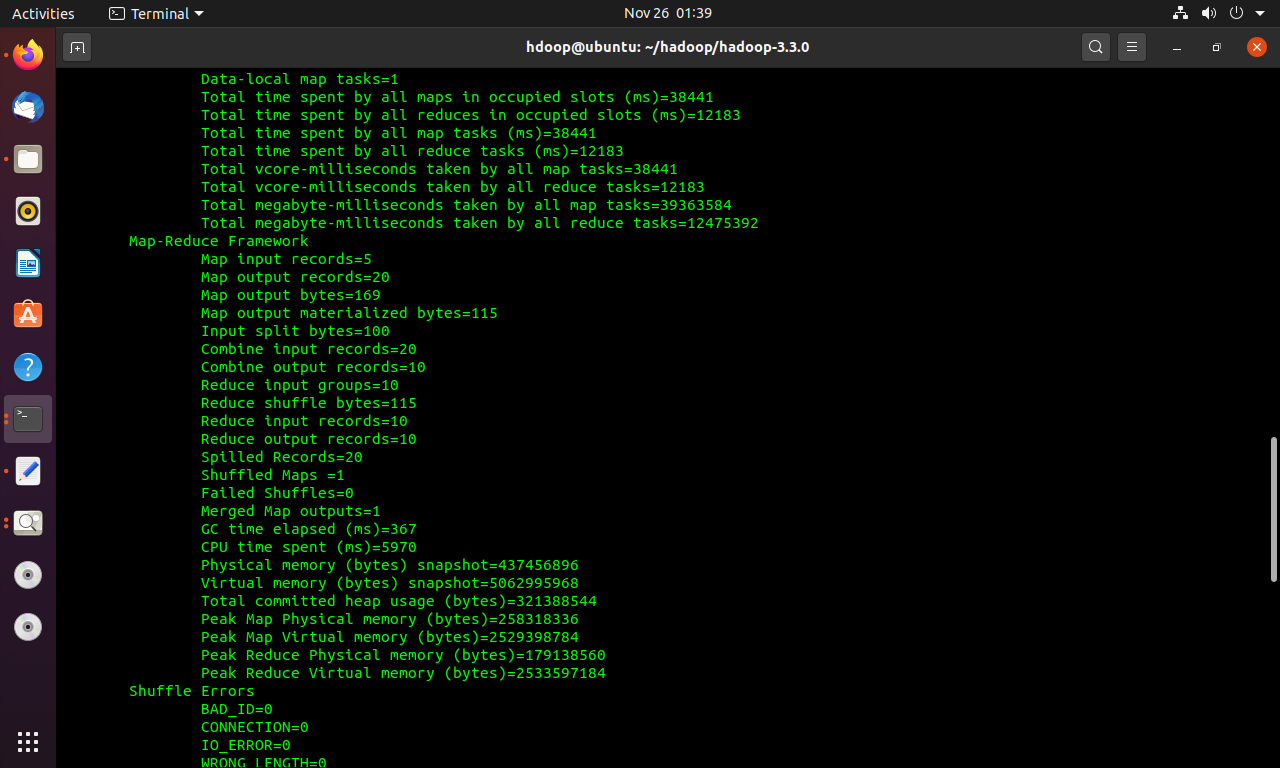 Activities
Terminal
Nov 26 01:39
hdoop@ubuntu: ~/hadoop/hadoop-3.3.0
Data-local map tasks=1
Total time spent by all maps in occupied slots (ms)=38441
Total time spent by all reduces in occupied slots (ms)=12183
Total time spent by all map tasks (ms)=38441
Total time spent by all reduce tasks (ms)=12183
Total vcore-milliseconds taken by all map tasks=38441
Total vcore-milliseconds taken by all reduce tasks=12183
Total megabyte-milliseconds taken by all map tasks=39363584
Total megabyte-milliseconds taken by all reduce tasks=12475392
Map-Reduce Framework
Map input records=5
Map output records=20
Map output bytes=169
Map output materialized bytes=115
Input split bytes=100
Combine input records=20
Combine output records=10
Reduce input groups=10
Reduce shuffle bytes=115
Reduce input records=10
Reduce output records=10
Spilled Records=20
Shuffled Maps =1
Failed Shuffles=0
Merged Map outputs=1
GC time elapsed (ms)=367
CPU time spent (ms)=5970
Physical memory (bytes) snapshot=437456896
Virtual memory (bytes) snapshot=5062995968
Total committed heap usage (bytes)=321388544
Peak Map Physical memory (bytes)=258318336
Peak Map Virtual memory (bytes)=2529398784
Peak Reduce Physical memory (bytes)=179138560
Peak Reduce Virtual memory (bytes)=2533597184
Shuffle Errors
BAD_ID=0
CONNECTION=0
IO_ERROR=0
WRONG_LENGTH=0